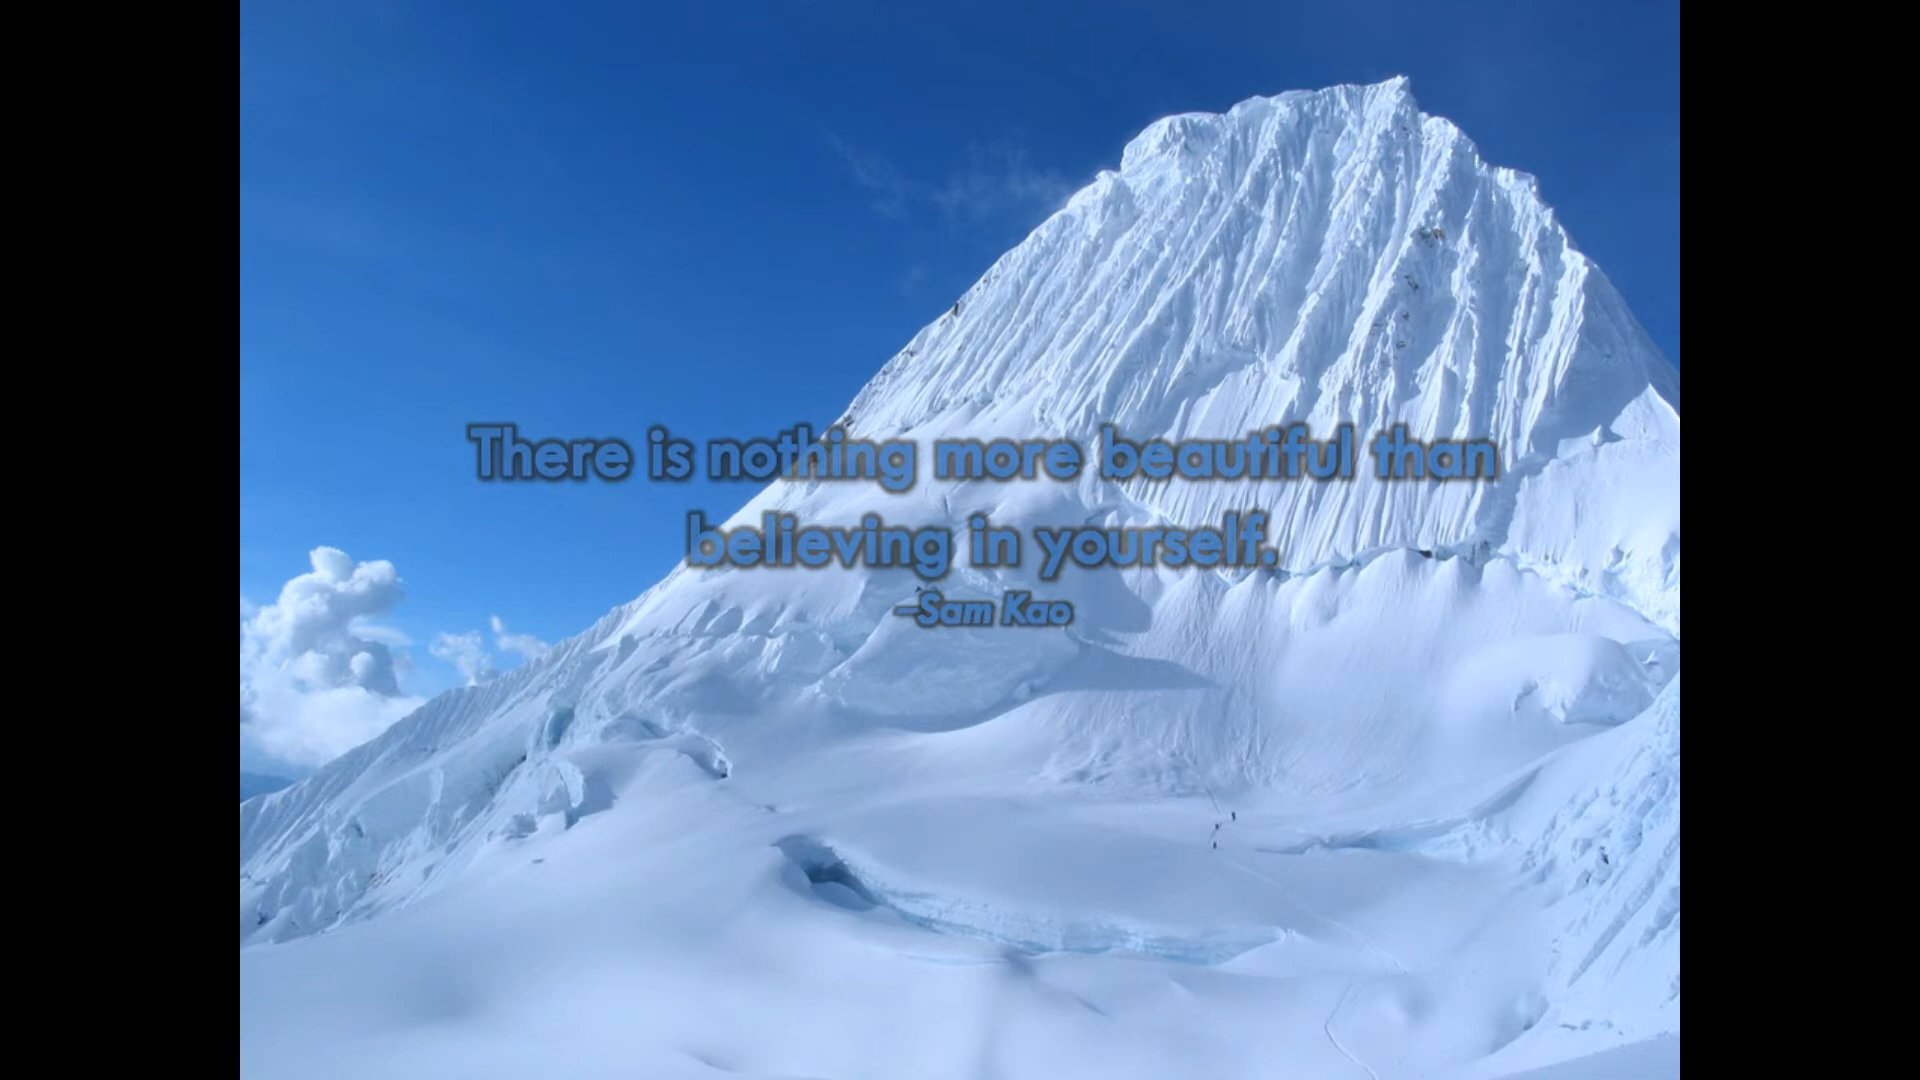 There is nothing more beautiful than
believing in yourself.
-Sam Kao